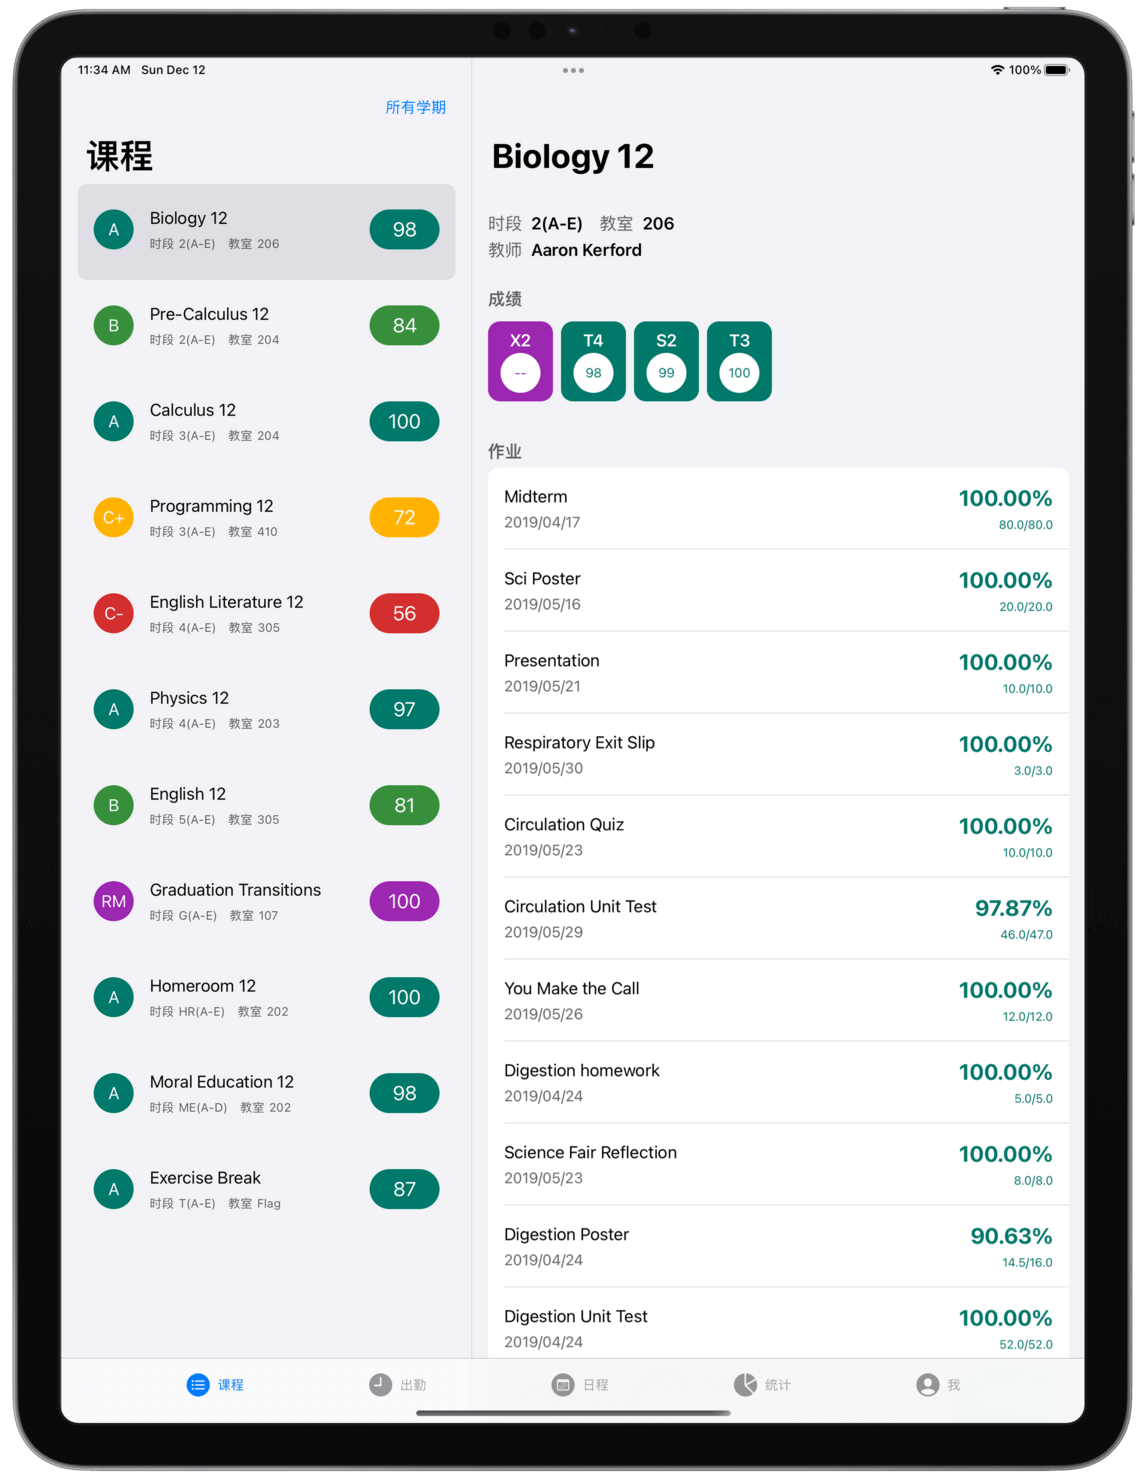 11:34 AM Sun Dec 12
100%
所有学期
课程
A
Biology 12
时段 2(A-E) 教室 206
98
B
Pre-Calculus 12
时段 2(A-E) 教室 204
84
A
Calculus 12
时段 3(A-E) 教室 204
100
C+
Programming 12
时段 3(A-E) 教室 410
72
C-
English Literature 12
时段 4(A-E) 教室 305
56
A
Physics 12
时段 4(A-E) 教室 203
97
B
English 12
时段 5(A-E) 教室 305
81
RM
Graduation Transitions
时段 G(A-E) 教室 107
100
A
Homeroom 12
时段 HR(A-E) 教室 202
100
A
Moral Education 12
时段 ME(A-D) 教室 202
98
A
Exercise Break
时段 T(A-E) 教室 Flag
87
Biology 12
时段 2(A-E) 教室 206
教师 Aaron Kerford
成绩
X2 T4 S2 T3
-- 98 99 100
作业
Midterm 100.00%
2019/04/17 80.0/80.0
Sci Poster 100.00%
2019/05/16 20.0/20.0
Presentation 100.00%
2019/05/21 10.0/10.0
Respiratory Exit Slip 100.00%
2019/05/30 3.0/3.0
Circulation Quiz 100.00%
2019/05/23 10.0/10.0
Circulation Unit Test 97.87%
2019/05/29 46.0/47.0
You Make the Call 100.00%
2019/05/26 12.0/12.0
Digestion homework 100.00%
2019/04/24 5.0/5.0
Science Fair Reflection 100.00%
2019/05/23 8.0/8.0
Digestion Poster 90.63%
2019/04/24 14.5/16.0
Digestion Unit Test 100.00%
2019/04/24 52.0/52.0
课程 出勤 日程 统计 我